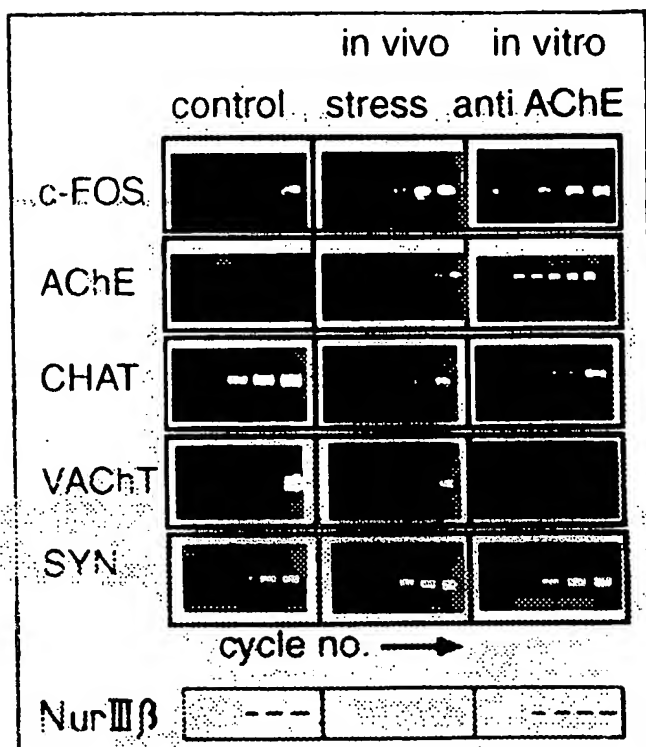 in vivo in vitro
control stress anti AChE
c-FOS
AChE
CHAT
VAChT
SYN
cycle no.
NurIIIβ